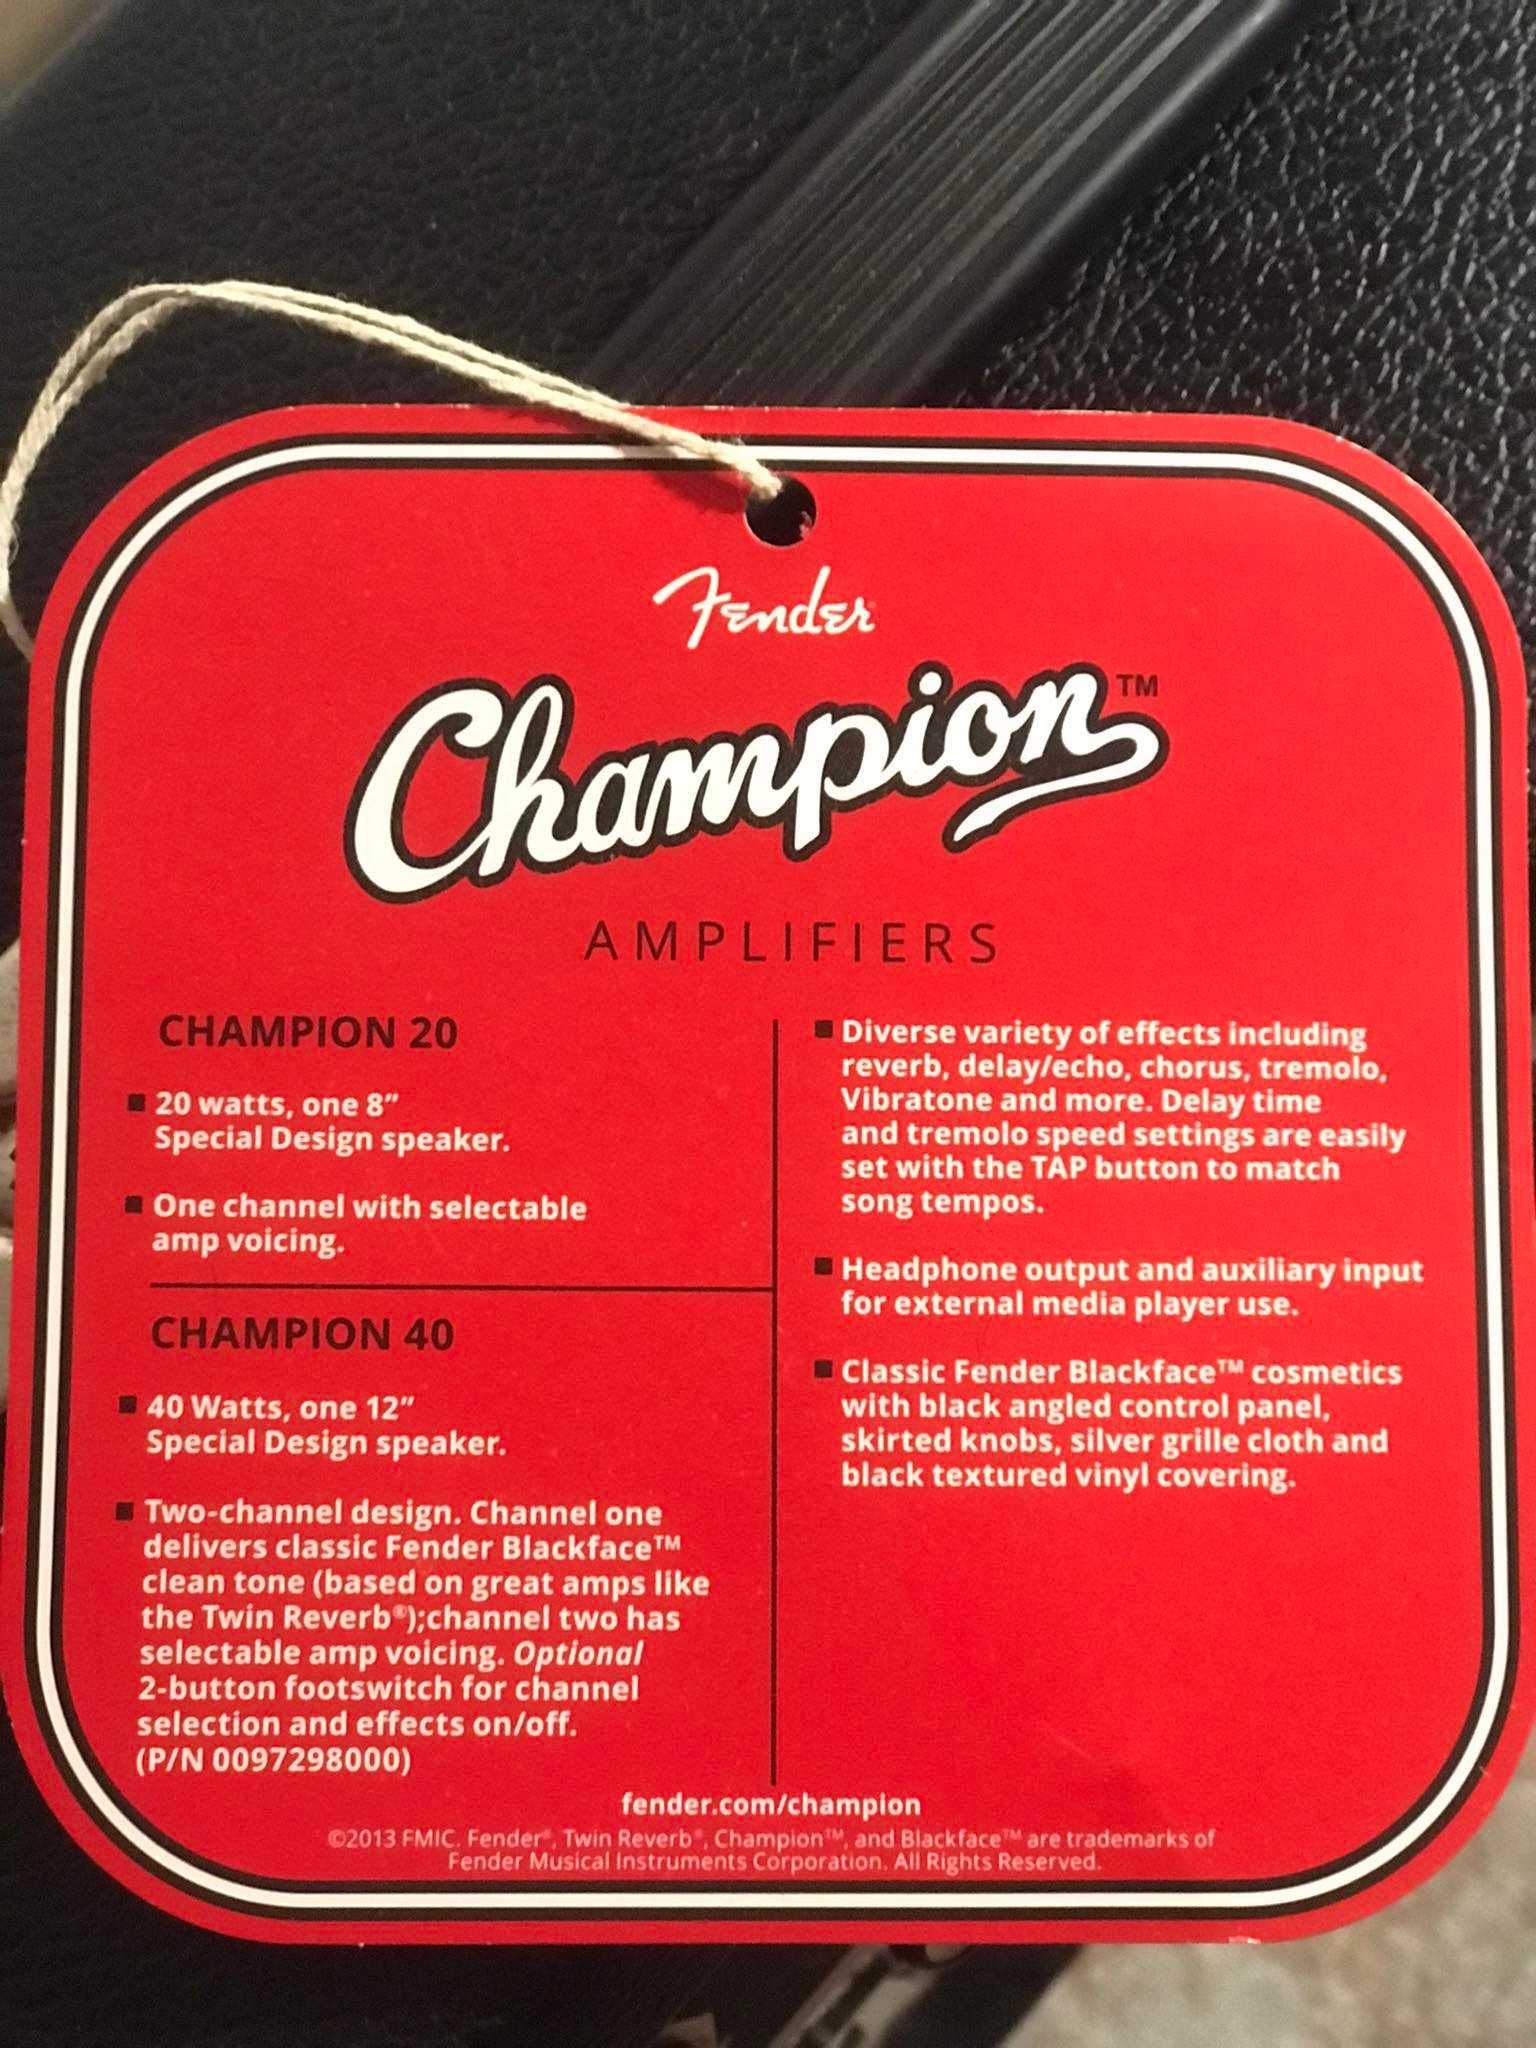 Fender
Champion™
AMPLIFIERS
CHAMPION 20
■ 20 watts, one 8”
Special Design speaker.
■ One channel with selectable
amp voicing.
CHAMPION 40
■ 40 Watts, one 12”
Special Design speaker.
■ Two-channel design. Channel one
delivers classic Fender Blackface™
clean tone (based on great amps like
the Twin Reverb®);channel two has
selectable amp voicing. Optional
2-button footswitch for channel
selection and effects on/off.
(P/N 0097298000)
■ Diverse variety of effects including
reverb, delay/echo, chorus, tremolo,
Vibratone and more. Delay time
and tremolo speed settings are easily
set with the TAP button to match
song tempos.
■ Headphone output and auxiliary input
for external media player use.
■ Classic Fender Blackface™ cosmetics
with black angled control panel,
skirted knobs, silver grille cloth and
black textured vinyl covering.
fender.com/champion
©2013 FMIC. Fender®, Twin Reverb®, Champion™, and Blackface™ are trademarks of
Fender Musical Instruments Corporation. All Rights Reserved.